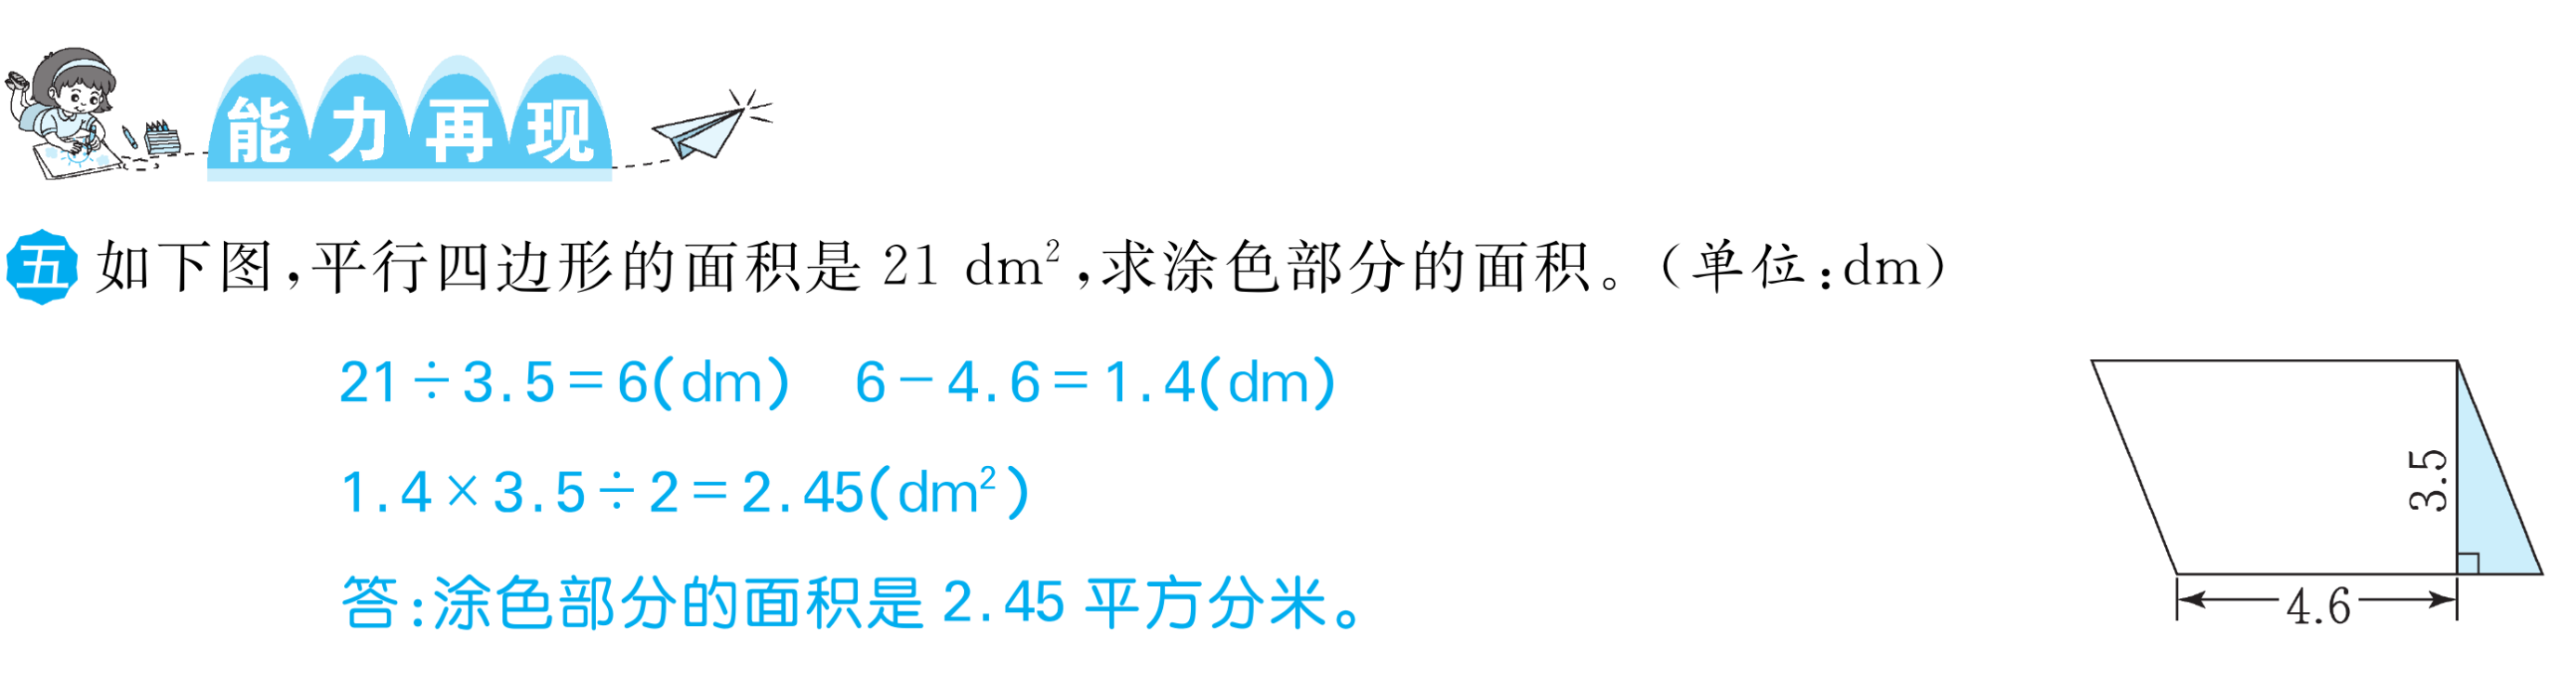 能力再现
五 如下图,平行四边形的面积是 21 dm²,求涂色部分的面积。(单位:dm)
21÷3.5=6(dm) 6-4.6=1.4(dm)
1.4×3.5÷2=2.45(dm²)
答:涂色部分的面积是 2.45 平方分米。
3.5
4.6